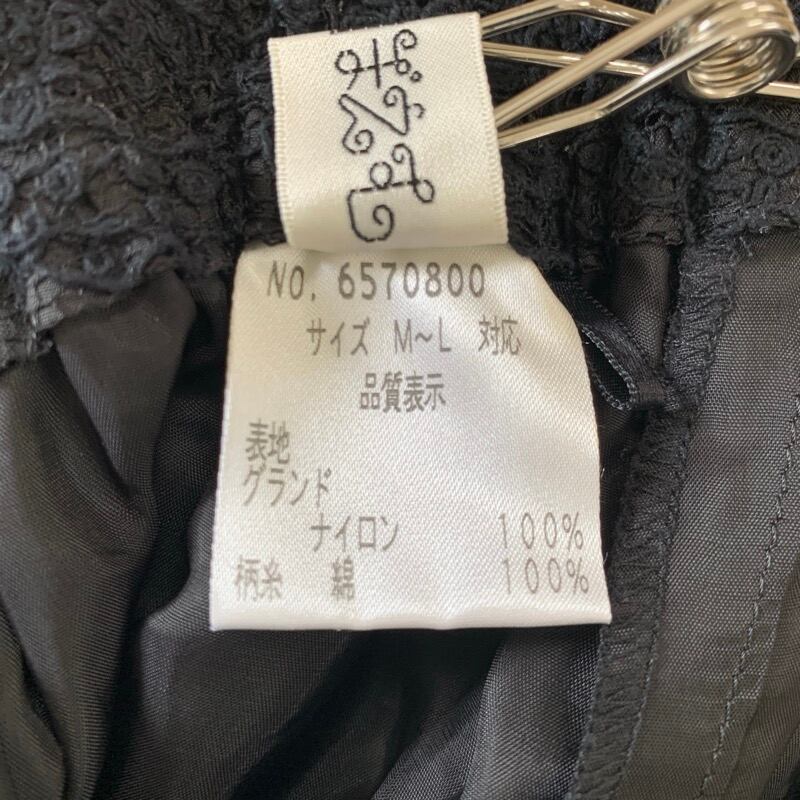 NO. 6570800
サイズ M～L 対応
品質表示
表地
グランド
ナイロン 100%
柄糸 綿 100%